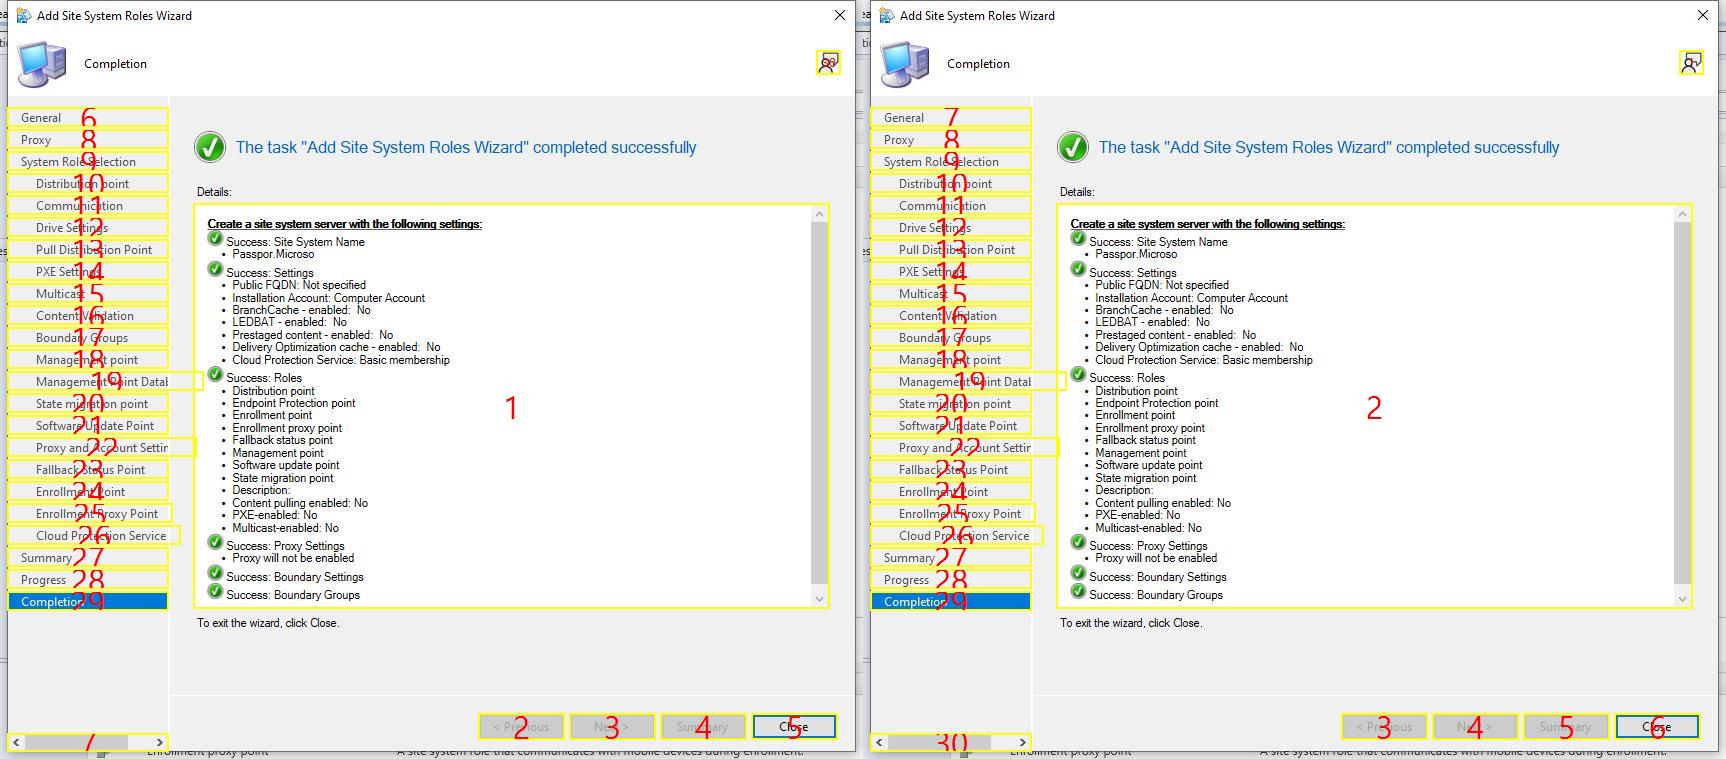 Add Site System Roles Wizard
Completion
30
General 6
Proxy 8
System Role Selection 9
Distribution point 10
Communication 11
Drive Settings 12
Pull Distribution Point 13
PXE Settings 14
Multicast 15
Content Validation 16
Boundary Groups 17
Management point 18
Management Point Datab 19
State migration point 20
Software Update Point 21
Proxy and Account Settin 22
Fallback Status Point 23
Enrollment Point 24
Enrollment Proxy Point 25
Cloud Protection Service 26
Summary 27
Progress 28
Completion 29
7
The task "Add Site System Roles Wizard" completed successfully
Details:
Create a site system server with the following settings:
Success: Site System Name
• Passpor.Microso
Success: Settings
• Public FQDN: Not specified
• Installation Account: Computer Account
• BranchCache - enabled: No
• LEDBAT - enabled: No
• Prestaged content - enabled: No
• Delivery Optimization cache - enabled: No
• Cloud Protection Service: Basic membership
Success: Roles
• Distribution point
• Endpoint Protection point
• Enrollment point
• Enrollment proxy point
• Fallback status point
• Management point
• Software update point
• State migration point
• Description:
• Content pulling enabled: No
• PXE-enabled: No
• Multicast-enabled: No
Success: Proxy Settings
• Proxy will not be enabled
Success: Boundary Settings
Success: Boundary Groups
1
To exit the wizard, click Close.
< Previous 2
Next > 3
Summary 4
Close 5
Enrollment proxy point
A site system role that communicates with mobile devices during enrollment.
Add Site System Roles Wizard
Completion
1
General 7
Proxy 8
System Role Selection 9
Distribution point 10
Communication 11
Drive Settings 12
Pull Distribution Point 13
PXE Settings 14
Multicast 15
Content Validation 16
Boundary Groups 17
Management point 18
Management Point Datab 19
State migration point 20
Software Update Point 21
Proxy and Account Settin 22
Fallback Status Point 23
Enrollment Point 24
Enrollment Proxy Point 25
Cloud Protection Service 26
Summary 27
Progress 28
Completion 29
30
The task "Add Site System Roles Wizard" completed successfully
Details:
Create a site system server with the following settings:
Success: Site System Name
• Passpor.Microso
Success: Settings
• Public FQDN: Not specified
• Installation Account: Computer Account
• BranchCache - enabled: No
• LEDBAT - enabled: No
• Prestaged content - enabled: No
• Delivery Optimization cache - enabled: No
• Cloud Protection Service: Basic membership
Success: Roles
• Distribution point
• Endpoint Protection point
• Enrollment point
• Enrollment proxy point
• Fallback status point
• Management point
• Software update point
• State migration point
• Description:
• Content pulling enabled: No
• PXE-enabled: No
• Multicast-enabled: No
Success: Proxy Settings
• Proxy will not be enabled
Success: Boundary Settings
Success: Boundary Groups
2
To exit the wizard, click Close.
< Previous 3
Next > 4
Summary 5
Close 6
Enrollment proxy point
A site system role that communicates with mobile devices during enrollment.